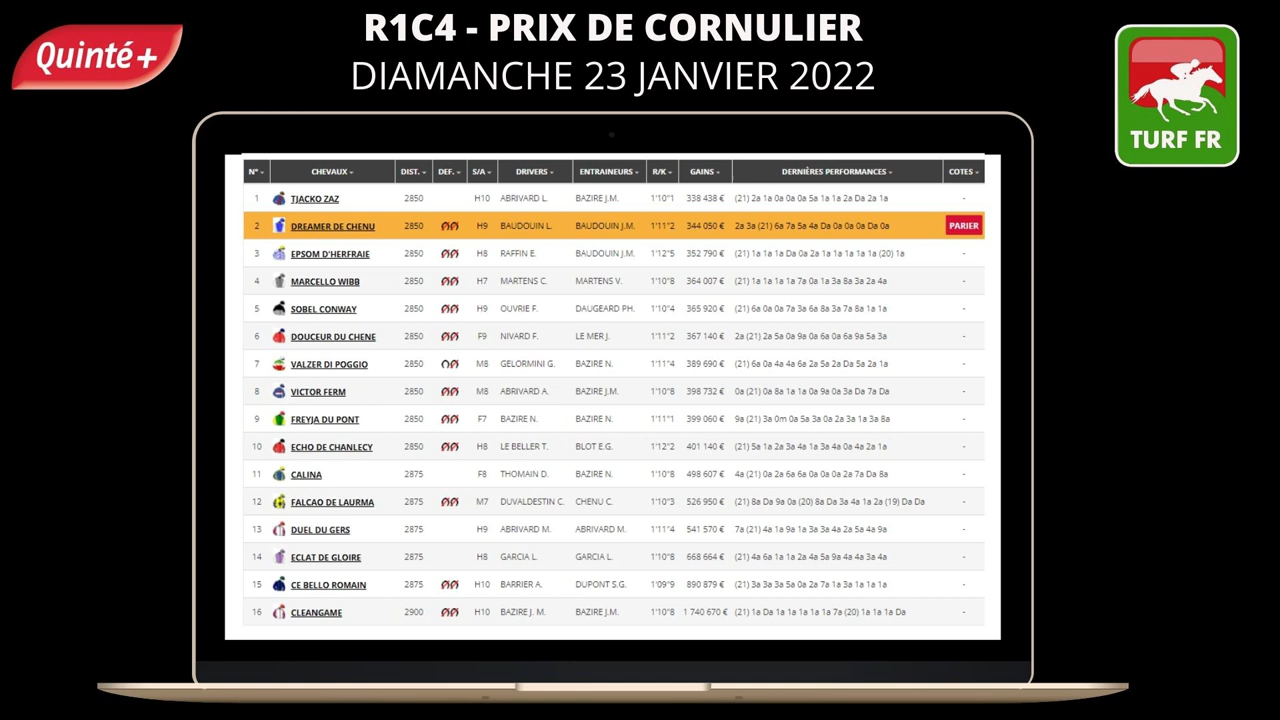 R1C4 - PRIX DE CORNULIER
Quinté+
DIAMANCHE 23 JANVIER 2022
TURF FR
N° CHEVAUX DIST. DEF. S/A DRIVERS ENTRAINEURS R/K GAINS DERNIÈRES PERFORMANCES COTES
1 TJACKO ZAZ 2850 H10 ABRIVARD L. BAZIRE J.M. 1'10"1 338 438 € (21) 2a 1a 0a 0a 0a 5a 1a 1a 2a Da 2a 1a
2 DREAMER DE CHENU 2850 H9 BAUDOUIN L. BAUDOUIN J.M. 1'11"2 344 050 € 2a 3a (21) 6a 7a 5a 4a Da 0a 0a 0a Da 0a PARIER
3 EPSOM D'HERFRAIE 2850 H8 RAFFIN E. BAUDOUIN J.M. 1'12"5 352 790 € (21) 1a 1a 1a Da 0a 2a 1a 1a 1a 1a 1a (20) 1a -
4 MARCELLO WIBB 2850 H7 MARTENS C. MARTENS V. 1'10"8 364 007 € (21) 1a 1a 1a 1a 7a 0a 1a 3a 8a 3a 2a 4a -
5 SOBEL CONWAY 2850 H9 OUVRIE F. DAUGEARD PH. 1'10"4 365 920 € (21) 6a 0a 0a 7a 3a 6a 8a 3a 7a 8a 1a 1a -
6 DOUCEUR DU CHENE 2850 F9 NIVARD F. LE MER J. 1'11"2 367 140 € 2a (21) 2a 5a 0a 9a 0a 6a 0a 6a 9a 5a 3a -
7 VALZER DI POGGIO 2850 M8 GELORMINI G. BAZIRE N. 1'11"4 389 690 € (21) 6a 0a 4a 4a 6a 2a 5a 2a Da 5a 2a 1a -
8 VICTOR FERM 2850 M8 ABRIVARD A. BAZIRE J.M. 1'10"8 398 732 € 0a (21) 0a 8a 1a 1a 0a 9a 0a 3a Da 7a Da -
9 FREYJA DU PONT 2850 F7 BAZIRE N. BAZIRE N. 1'11"1 399 060 € 9a (21) 3a 0m 0a 5a 3a 0a 2a 3a 1a 3a 8a -
10 ECHO DE CHANLECY 2850 H8 LE BELLER T. BLOT E.G. 1'12"2 401 140 € (21) 5a 1a 2a 3a 4a 1a 3a 4a 0a 4a 2a 1a -
11 CALINA 2875 F8 THOMAIN D. BAZIRE N. 1'10"8 498 607 € 4a (21) 0a 2a 6a 6a 0a 0a 0a 2a 7a Da 8a -
12 FALCAO DE LAURMA 2875 M7 DUVALDESTIN C. CHENU C. 1'10"3 526 950 € (21) 8a Da 9a 0a (20) 8a Da 3a 4a 1a 2a (19) Da Da -
13 DUEL DU GERS 2875 H9 ABRIVARD M. ABRIVARD M. 1'11"4 541 570 € 7a (21) 4a 1a 9a 1a 3a 3a 4a 2a 5a 4a 9a -
14 ECLAT DE GLOIRE 2875 H8 GARCIA L. GARCIA L. 1'10"8 668 664 € (21) 4a 6a 1a 1a 2a 4a 5a 9a 4a 4a 3a 4a -
15 CE BELLO ROMAIN 2875 H10 BARRIER A. DUPONT S.G. 1'09"9 890 879 € (21) 3a 3a 3a 5a 0a 2a 7a 1a 3a 1a 1a 1a -
16 CLEANGAME 2900 H10 BAZIRE J. M. BAZIRE J.M. 1'10"8 1 740 670 € (21) 1a Da 1a 1a 1a 1a 1a 7a (20) 1a 1a 1a Da -